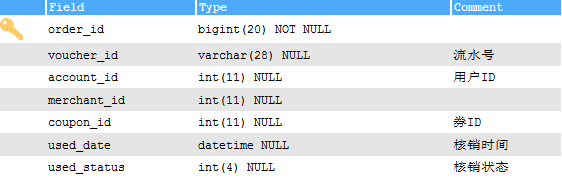 Field Type Comment
order_id bigint(20) NOT NULL
voucher_id varchar(28) NULL 流水号
account_id int(11) NULL 用户ID
merchant_id int(11) NULL
coupon_id int(11) NULL 券ID
used_date datetime NULL 核销时间
used_status int(4) NULL 核销状态